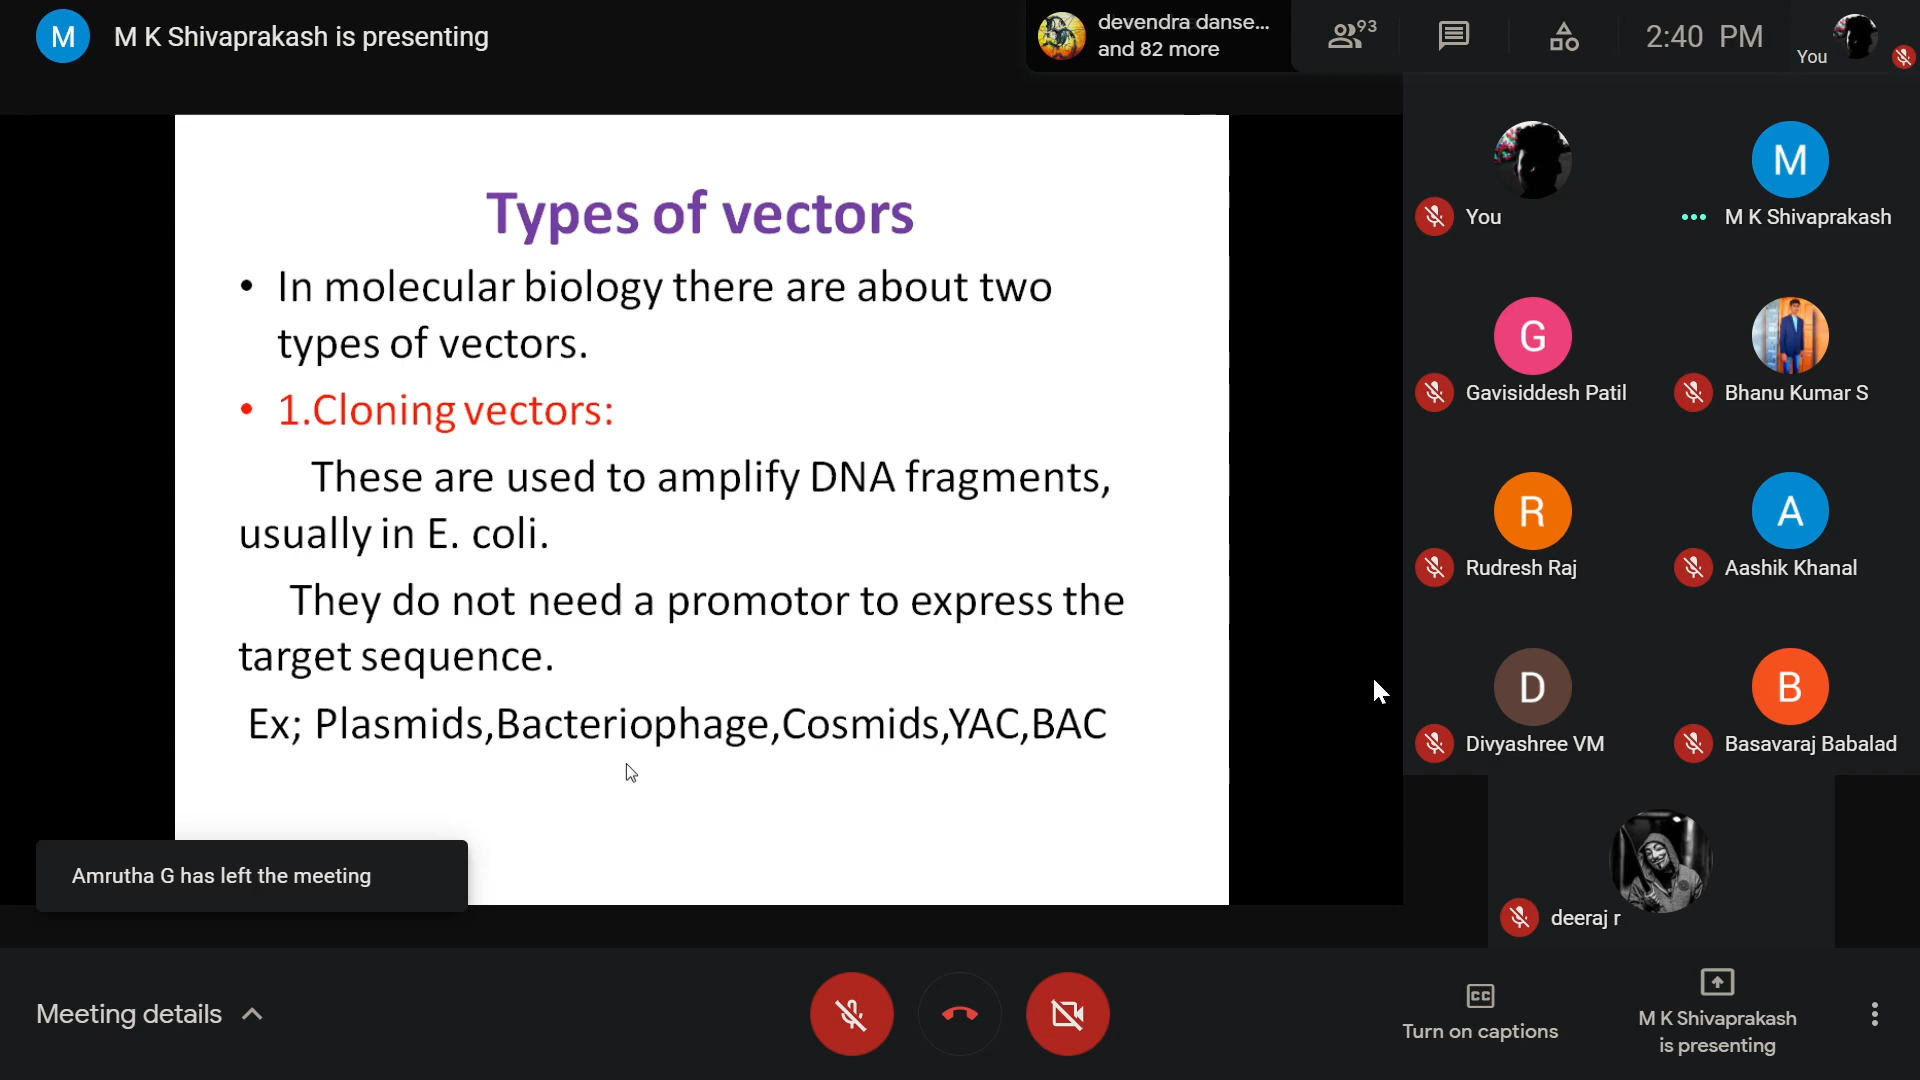 M
M K Shivaprakash is presenting
devendra danse...
and 82 more
93
2:40 PM
You
Types of vectors
• In molecular biology there are about two
types of vectors.
• 1.Cloning vectors:
These are used to amplify DNA fragments,
usually in E. coli.
They do not need a promotor to express the
target sequence.
Ex; Plasmids,Bacteriophage,Cosmids,YAC,BAC
You
M
M K Shivaprakash
G
Gavisiddesh Patil
Bhanu Kumar S
R
Rudresh Raj
A
Aashik Khanal
D
Divyashree VM
B
Basavaraj Babalad
deeraj r
Amrutha G has left the meeting
Meeting details
CC
Turn on captions
M K Shivaprakash
is presenting